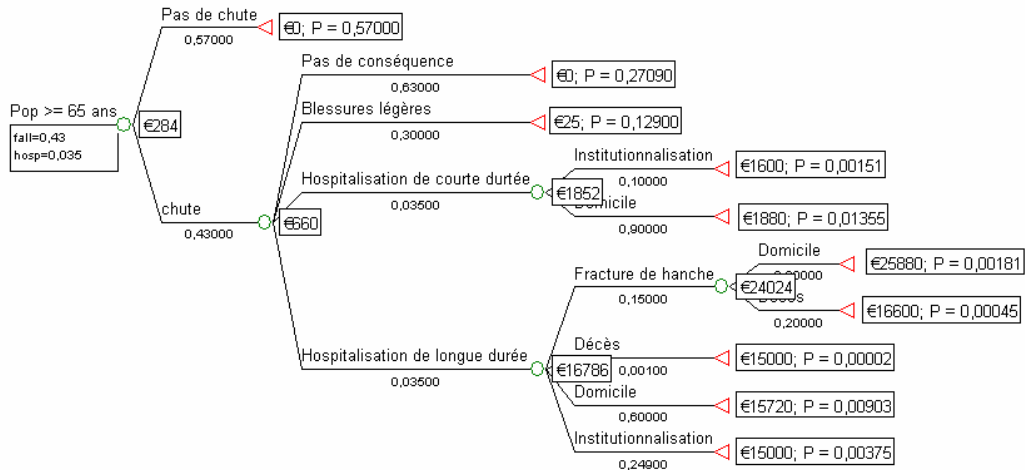 Pas de chute
0,57000
€0; P = 0,57000
Pop >= 65 ans
fall=0,43
hosp=0,035
€284
chute
0,43000
€660
Pas de conséquence
0,63000
€0; P = 0,27090
Blessures légères
0,30000
€25; P = 0,12900
Hospitalisation de courte durtée
0,03500
€1852
Institutionnalisation
0,10000
€1600; P = 0,00151
Domicile
0,90000
€1880; P = 0,01355
Hospitalisation de longue durée
0,03500
€16786
Fracture de hanche
0,15000
€24024
Domicile
€25880; P = 0,00181
0,20000
€16600; P = 0,00045
Décès
0,00100
€15000; P = 0,00002
Domicile
0,60000
€15720; P = 0,00903
Institutionnalisation
0,24900
€15000; P = 0,00375